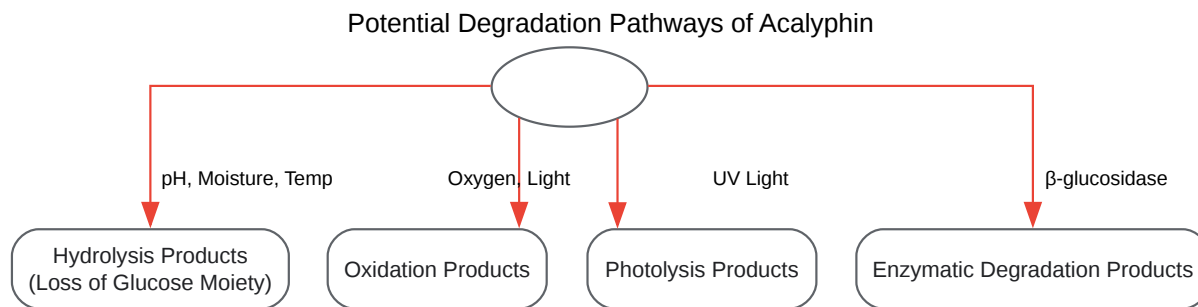 Potential Degradation Pathways of Acalyphin
pH, Moisture, Temp
Oxygen, Light
UV Light
β-glucosidase
Hydrolysis Products
(Loss of Glucose Moiety)
Oxidation Products
Photolysis Products
Enzymatic Degradation Products